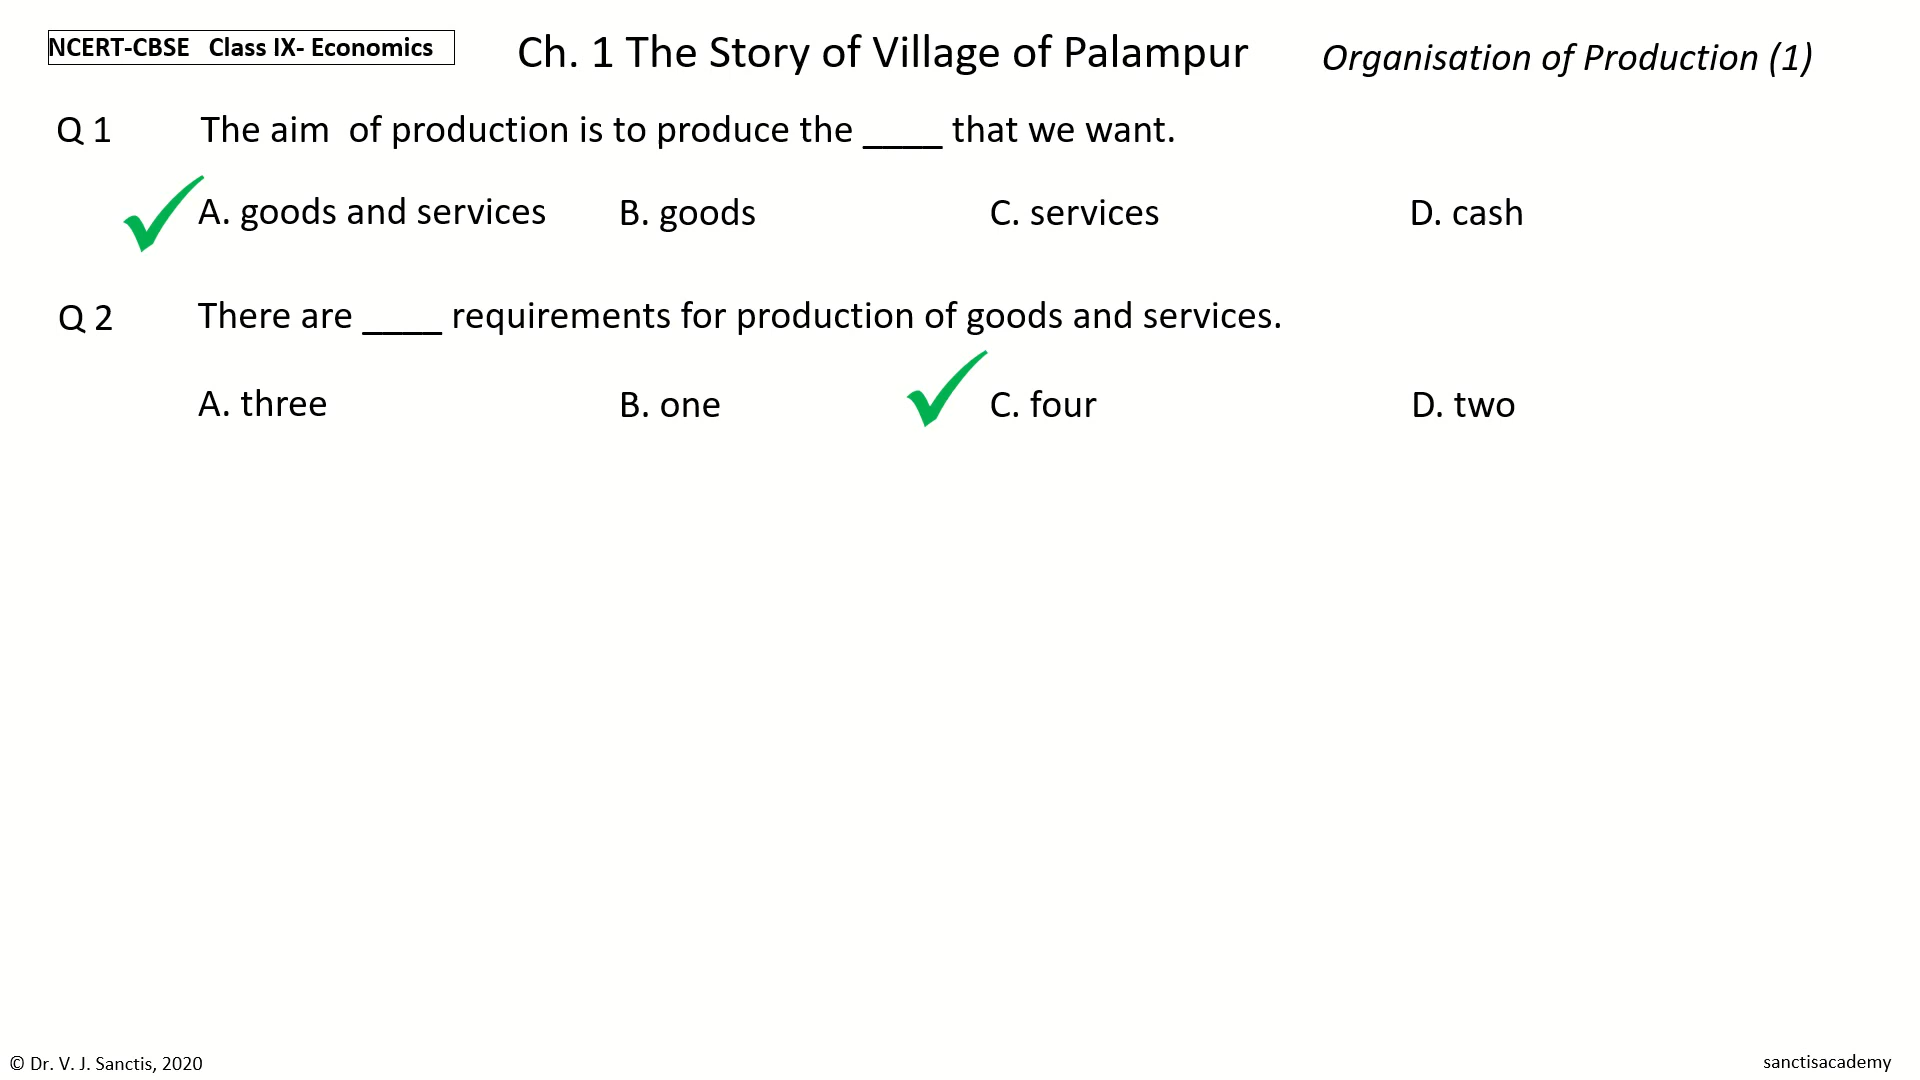 NCERT-CBSE Class IX- Economics Ch. 1 The Story of Village of Palampur Organisation of Production (1)
Q 1 The aim of production is to produce the ____ that we want.
A. goods and services B. goods C. services D. cash
Q 2 There are ____ requirements for production of goods and services.
A. three B. one C. four D. two
© Dr. V. J. Sanctis, 2020 sanctisacademy